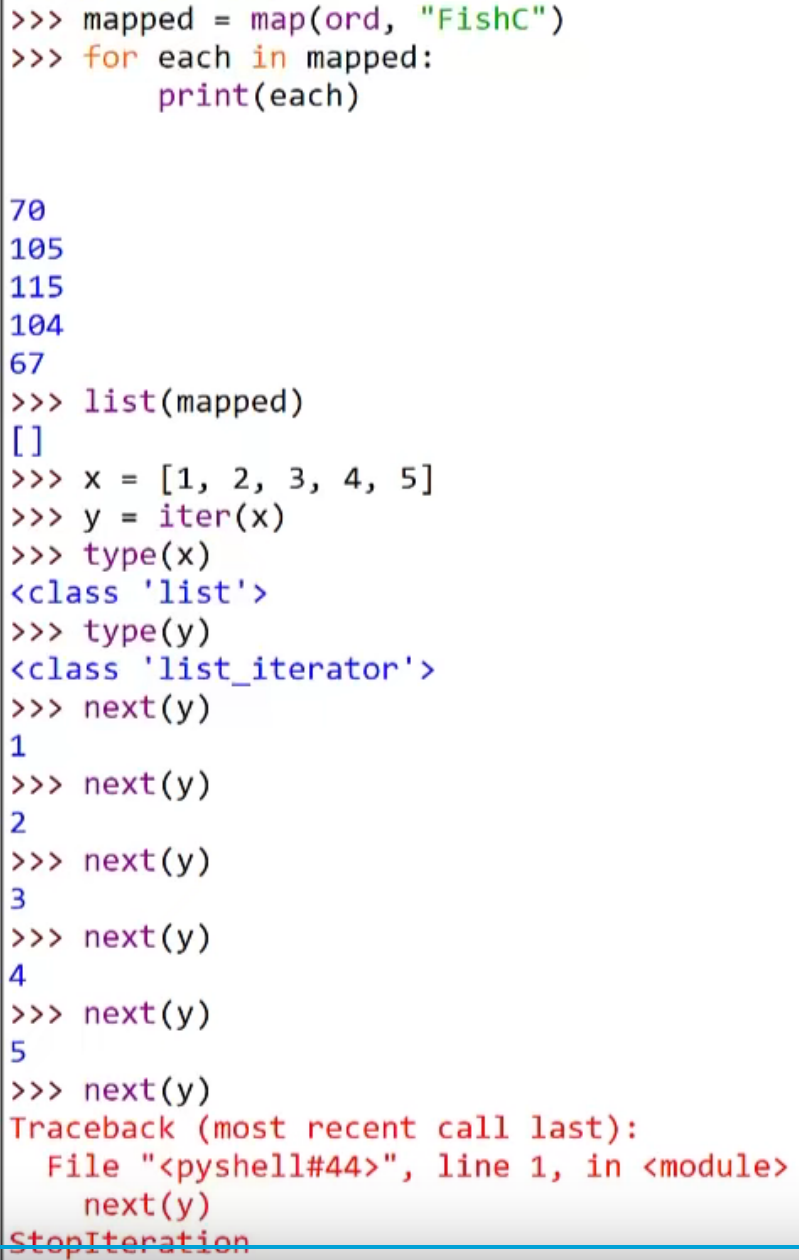 >>> mapped = map(ord, "FishC")
>>> for each in mapped:
        print(each)
70
105
115
104
67
>>> list(mapped)
[]
>>> x = [1, 2, 3, 4, 5]
>>> y = iter(x)
>>> type(x)
<class 'list'>
>>> type(y)
<class 'list_iterator'>
>>> next(y)
1
>>> next(y)
2
>>> next(y)
3
>>> next(y)
4
>>> next(y)
5
>>> next(y)
Traceback (most recent call last):
  File "<pyshell#44>", line 1, in <module>
    next(y)
StopIteration